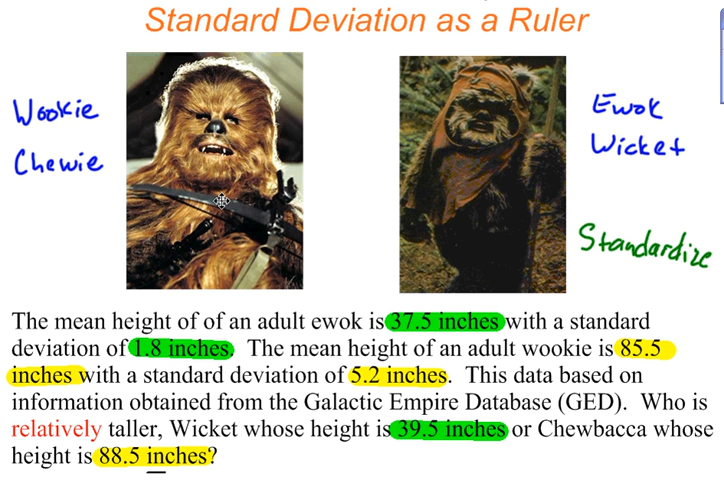 Standard Deviation as a Ruler
Wookie
Chewie
Ewok
Wicket
Standardize
The mean height of of an adult ewok is 37.5 inches with a standard
deviation of 1.8 inches. The mean height of an adult wookie is 85.5
inches with a standard deviation of 5.2 inches. This data based on
information obtained from the Galactic Empire Database (GED). Who is
relatively taller, Wicket whose height is 39.5 inches or Chewbacca whose
height is 88.5 inches?